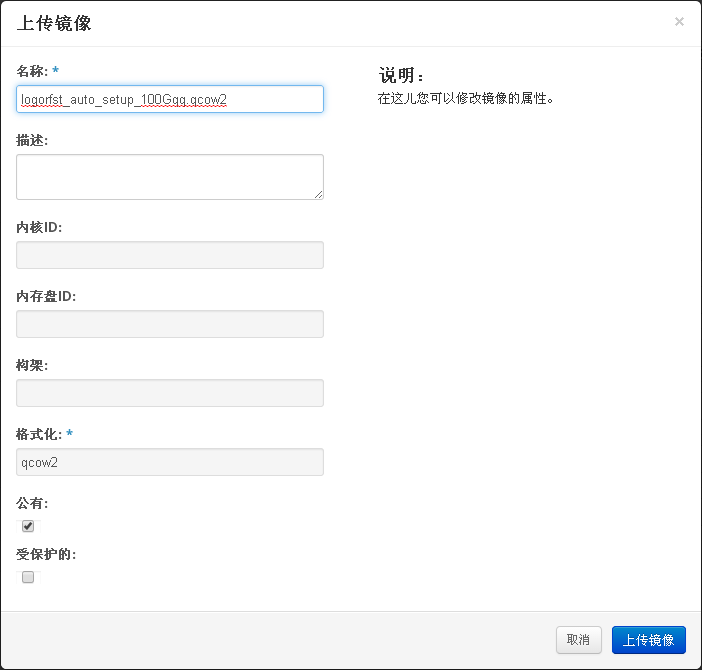 上传镜像
×
名称: *
logorfst_auto_setup_100Ggg.qcow2
描述:
内核ID:
内存盘ID:
构架:
格式化: *
qcow2
公有:
受保护的:
说明：
在这儿您可以修改镜像的属性。
取消
上传镜像